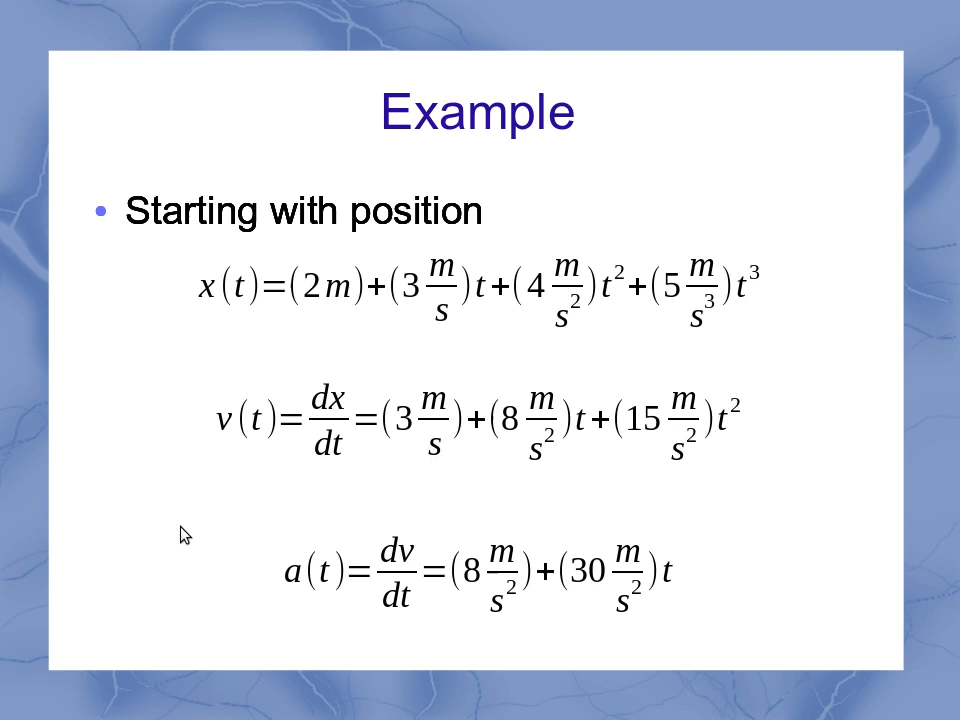 Example
• Starting with position
x(t)=(2 m)+(3 m/s)t+(4 m/s²)t²+(5 m/s³)t³
v(t)=dx/dt=(3 m/s)+(8 m/s²)t+(15 m/s²)t²
a(t)=dv/dt=(8 m/s²)+(30 m/s²)t